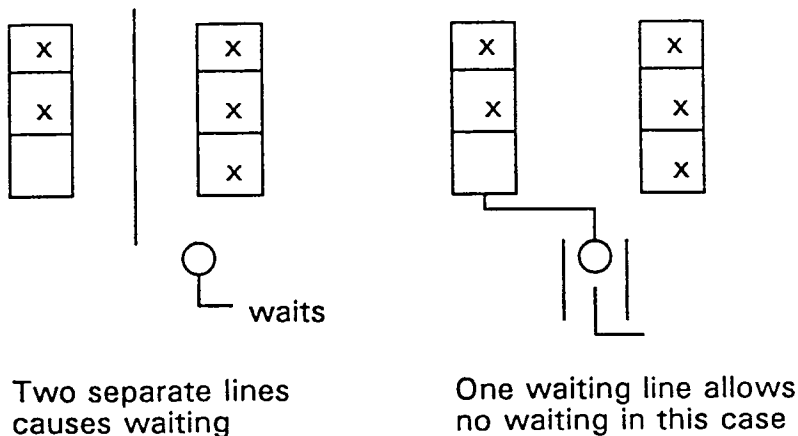 x x x x
x x x x
x x
waits
Two separate lines
causes waiting
One waiting line allows
no waiting in this case